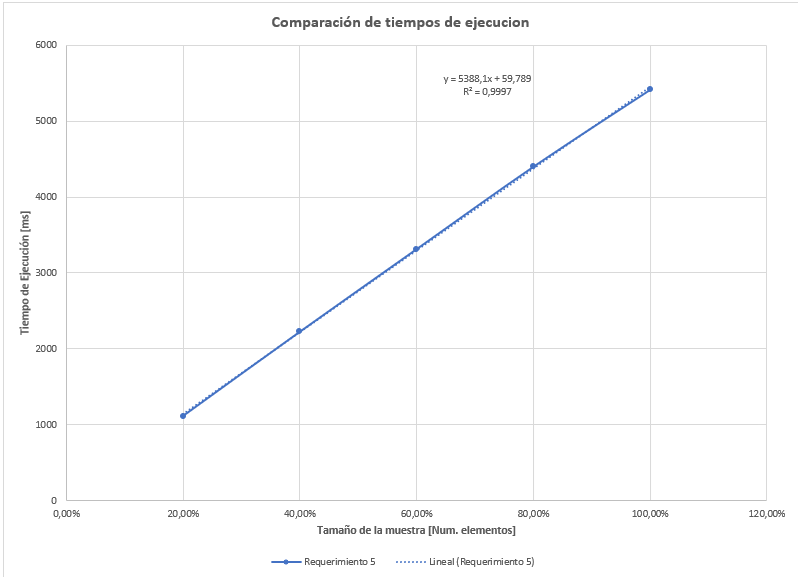 Comparación de tiempos de ejecucion
6000
y = 5388,1x + 59,789
R² = 0,9997
5000
4000
3000
2000
1000
0
Tiempo de Ejecución [ms]
0,00% 20,00% 40,00% 60,00% 80,00% 100,00% 120,00%
Tamaño de la muestra [Num. elementos]
Requerimiento 5 Lineal (Requerimiento 5)